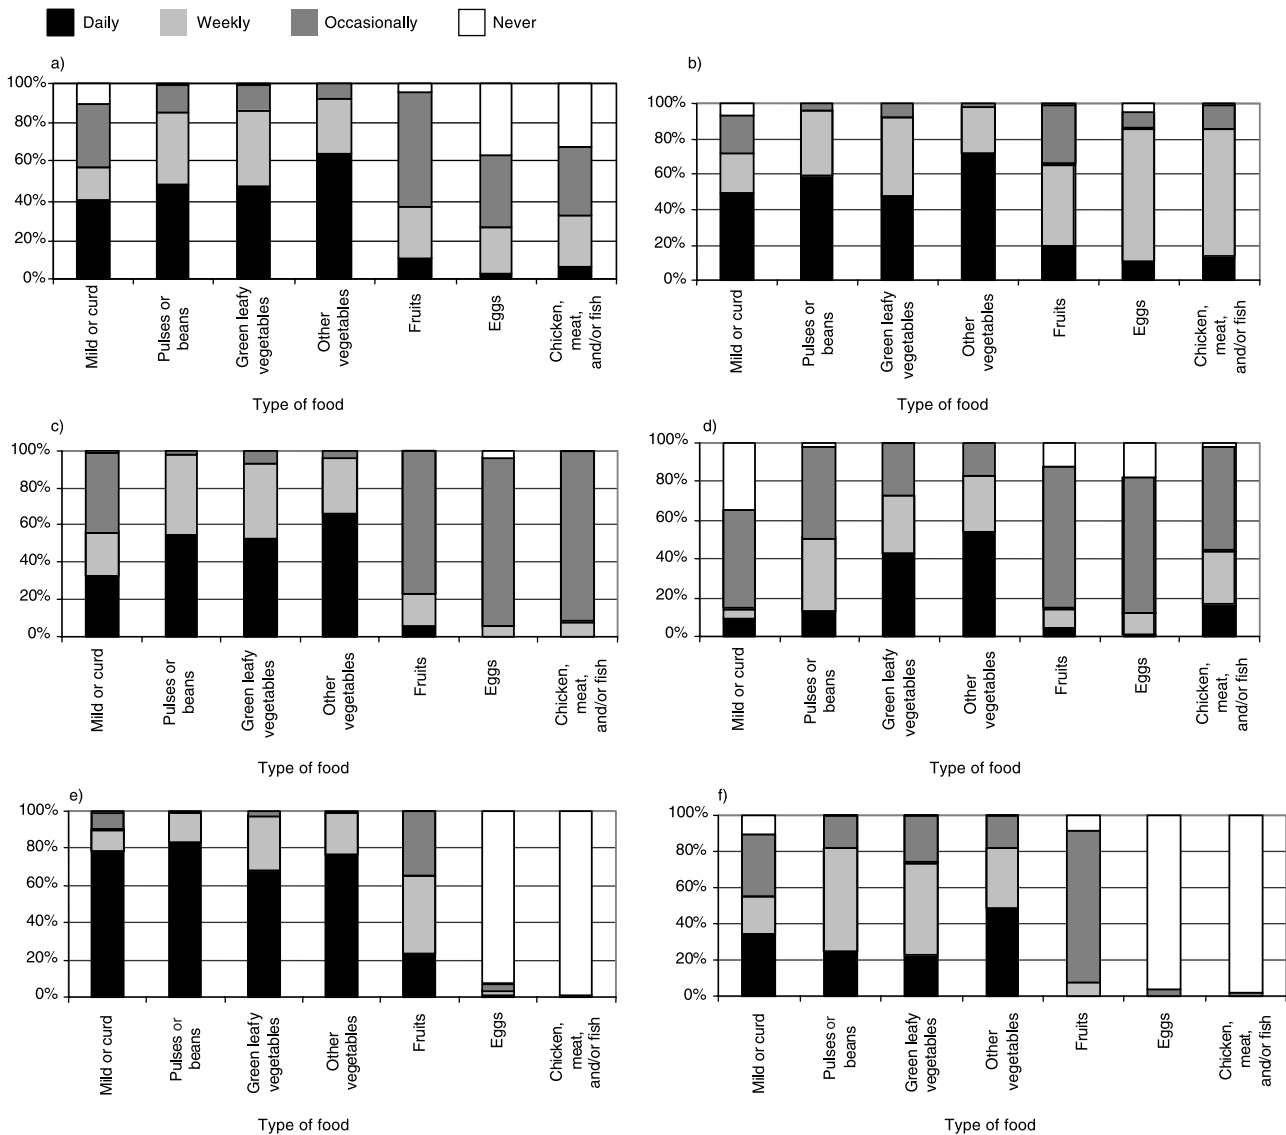 Daily Weekly Occasionally Never
a)
100%
80%
60%
40%
20%
0%
Mild or curd
Pulses or
beans
Green leafy
vegetables
Other
vegetables
Fruits
Eggs
Chicken,
meat,
and/or fish
Type of food
b)
100%
80%
60%
40%
20%
0%
Mild or curd
Pulses or
beans
Green leafy
vegetables
Other
vegetables
Fruits
Eggs
Chicken,
meat,
and/or fish
Type of food
c)
100%
80%
60%
40%
20%
0%
Mild or curd
Pulses or
beans
Green leafy
vegetables
Other
vegetables
Fruits
Eggs
Chicken,
meat,
and/or fish
Type of food
d)
100%
80%
60%
40%
20%
0%
Mild or curd
Pulses or
beans
Green leafy
vegetables
Other
vegetables
Fruits
Eggs
Chicken,
meat,
and/or fish
Type of food
e)
100%
80%
60%
40%
20%
0%
Mild or curd
Pulses or
beans
Green leafy
vegetables
Other
vegetables
Fruits
Eggs
Chicken,
meat,
and/or fish
Type of food
f)
100%
80%
60%
40%
20%
0%
Mild or curd
Pulses or
beans
Green leafy
vegetables
Other
vegetables
Fruits
Eggs
Chicken,
meat,
and/or fish
Type of food